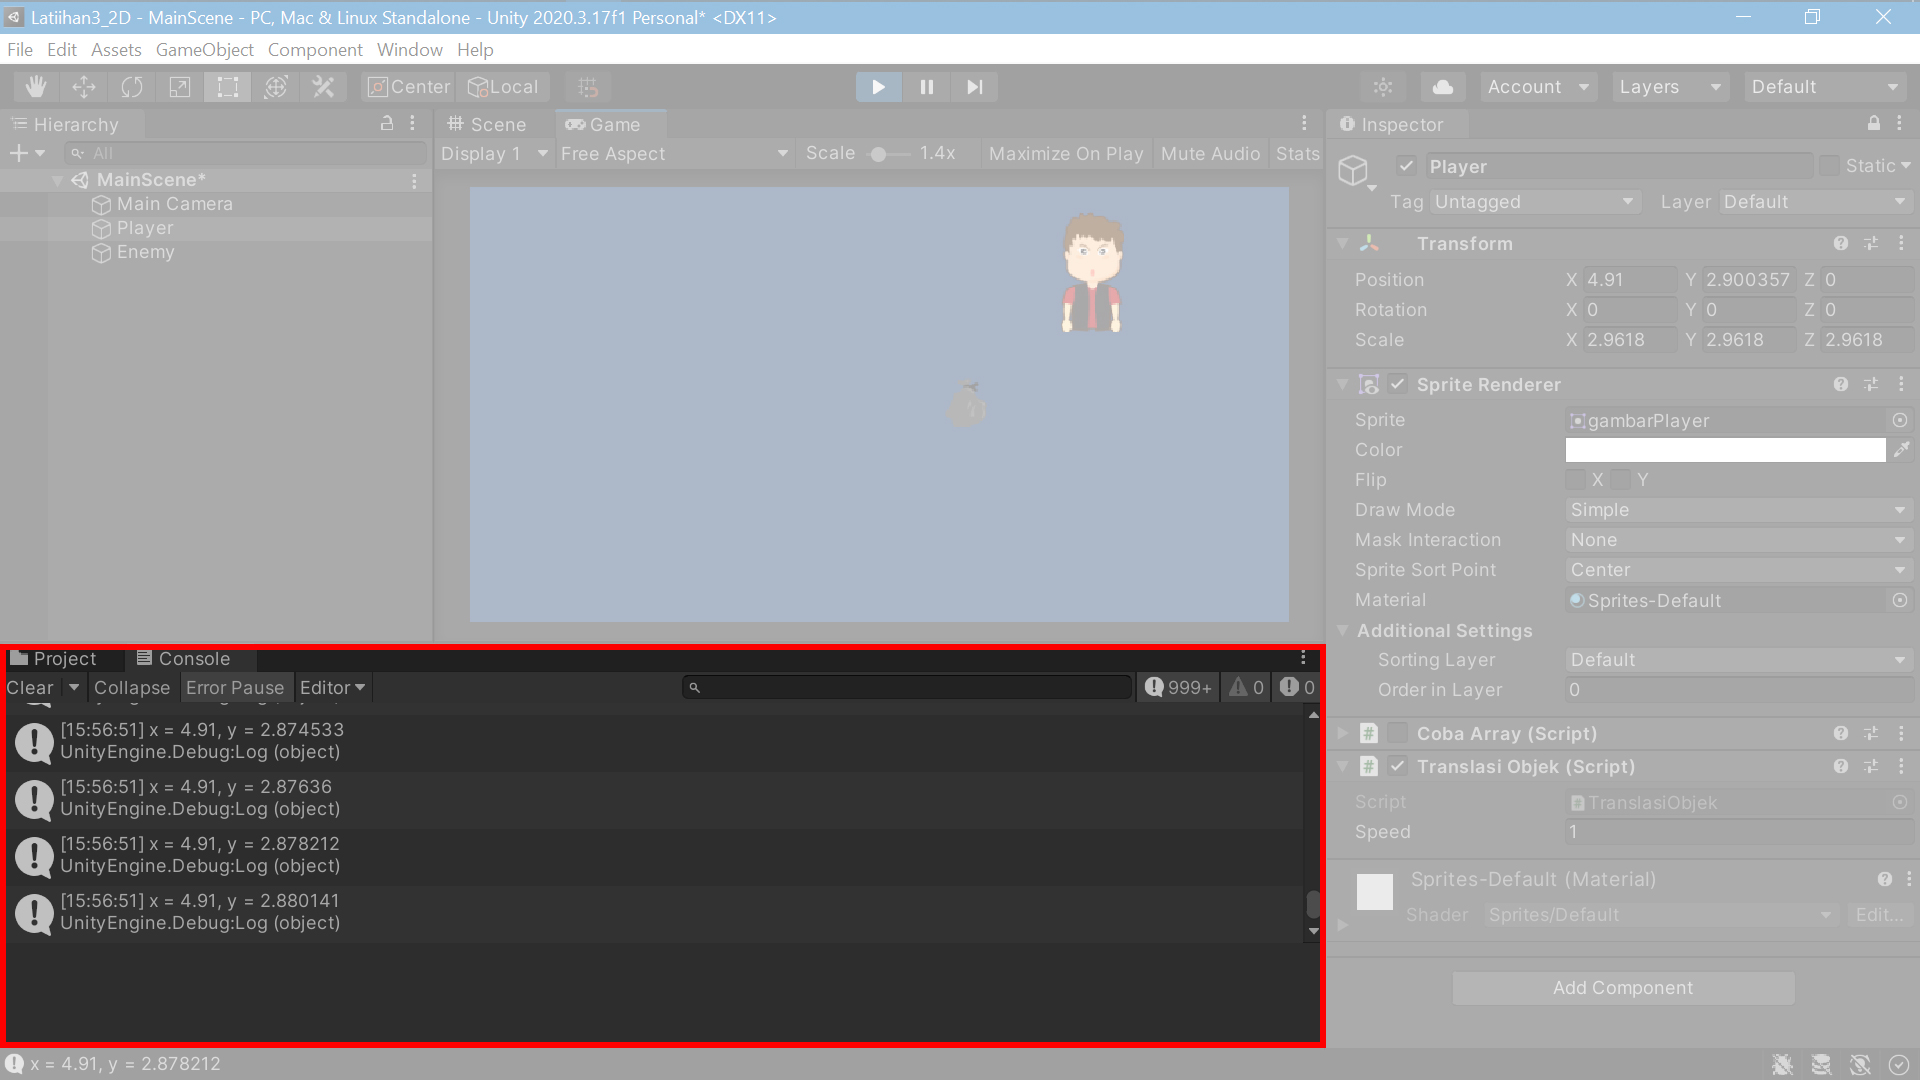 Latiihan3_2D - MainScene - PC, Mac & Linux Standalone - Unity 2020.3.17f1 Personal* <DX11>
File Edit Assets GameObject Component Window Help
Center Local Account Layers Default
Hierarchy
All
MainScene*
Main Camera
Player
Enemy
Scene Game
Display 1 Free Aspect Scale 1.4x Maximize On Play Mute Audio Stats
Inspector
Player Static
Tag Untagged Layer Default
Transform
Position X 4.91 Y 2.900357 Z 0
Rotation X 0 Y 0 Z 0
Scale X 2.9618 Y 2.9618 Z 2.9618
Sprite Renderer
Sprite gambarPlayer
Color
Flip X Y
Draw Mode Simple
Mask Interaction None
Sprite Sort Point Center
Material Sprites-Default
Additional Settings
Sorting Layer Default
Order in Layer 0
# Coba Array (Script)
# Translasi Objek (Script)
Script # TranslasiObjek
Speed 1
Sprites-Default (Material)
Shader Sprites/Default Edit...
Add Component
Project Console
Clear Collapse Error Pause Editor 999+ 0 0
[15:56:51] x = 4.91, y = 2.874533
UnityEngine.Debug:Log (object)
[15:56:51] x = 4.91, y = 2.87636
UnityEngine.Debug:Log (object)
[15:56:51] x = 4.91, y = 2.878212
UnityEngine.Debug:Log (object)
[15:56:51] x = 4.91, y = 2.880141
UnityEngine.Debug:Log (object)
x = 4.91, y = 2.878212